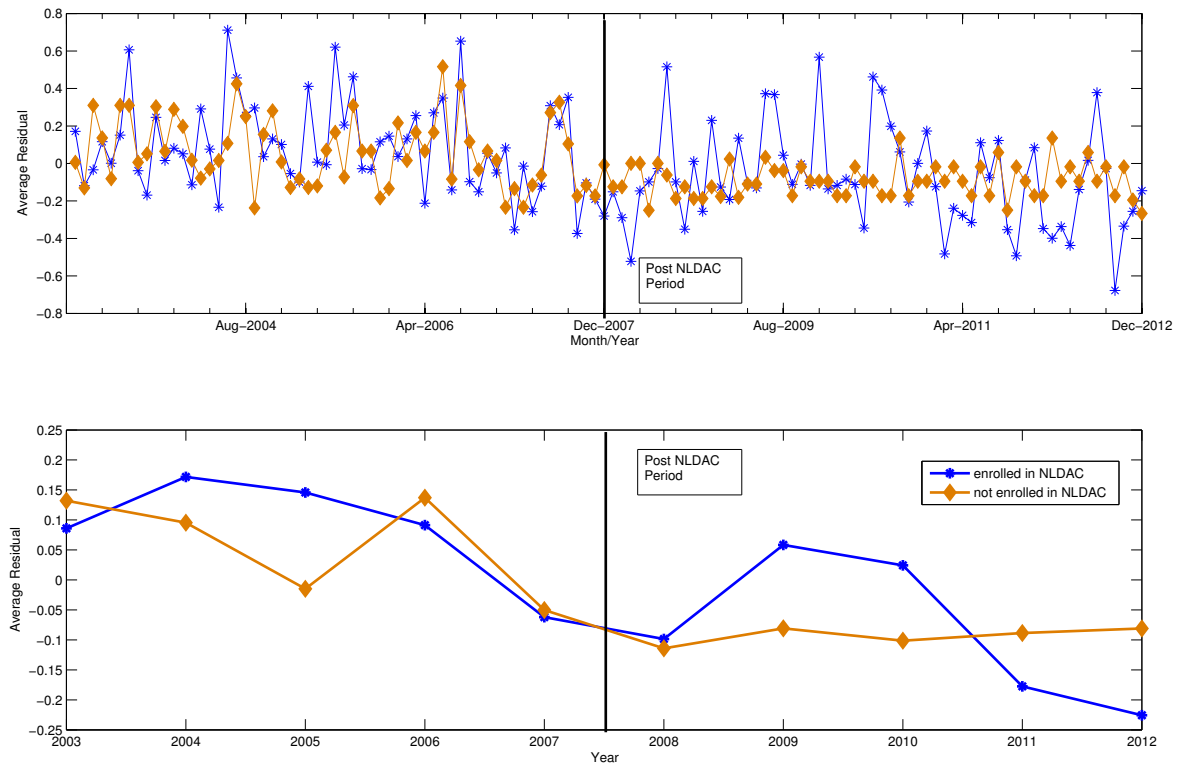 0.8
0.6
0.4
0.2
0
−0.2
−0.4
−0.6
−0.8
Average Residual
Post NLDAC
Period
Aug−2004
Apr−2006
Dec−2007
Aug−2009
Apr−2011
Dec−2012
Month/Year
0.25
0.2
0.15
0.1
0.05
0
−0.05
−0.1
−0.15
−0.2
−0.25
Average Residual
Post NLDAC
Period
enrolled in NLDAC
not enrolled in NLDAC
2003
2004
2005
2006
2007
2008
2009
2010
2011
2012
Year